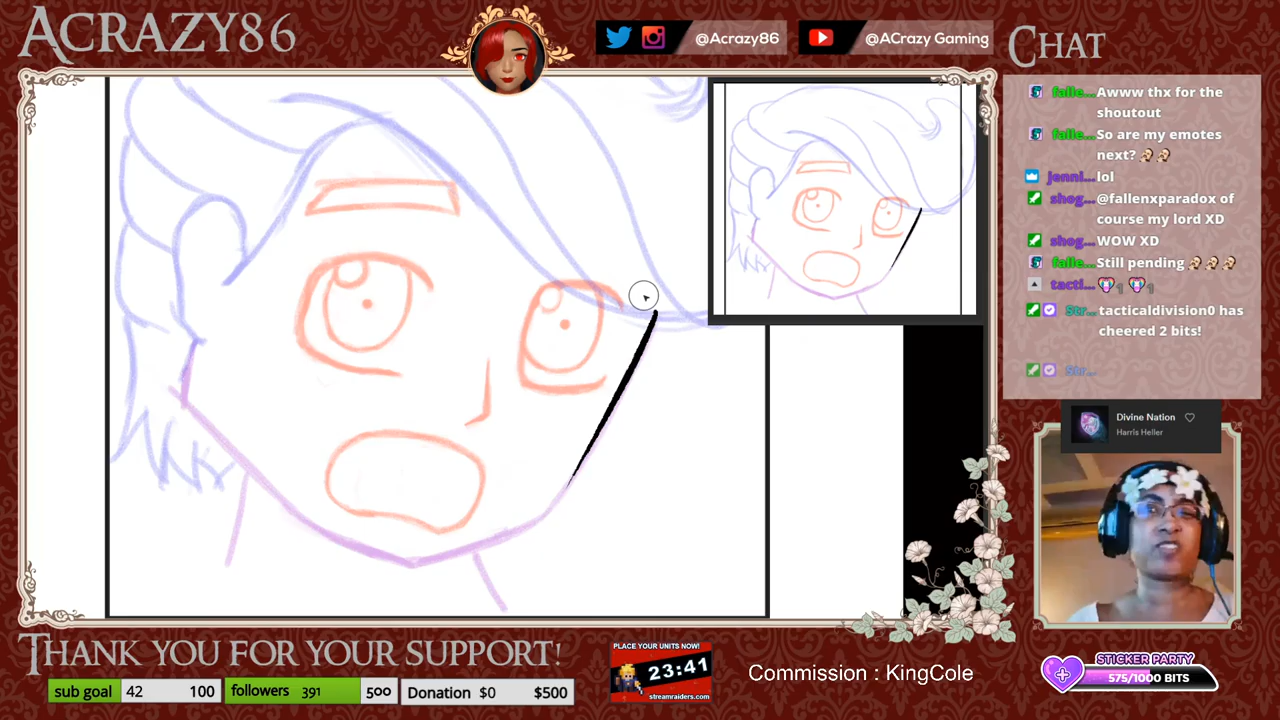 ACRAZY86
@Acrazy86
@ACrazy Gaming
CHAT
falle... Awww thx for the
shoutout
falle... So are my emotes
next?
jenni... lol
shog... @fallenxparadox of
course my lord XD
shog... WOW XD
falle... Still pending
tacti... 1 1
Str... tacticaldivision0 has
cheered 2 bits!
Str...
Divine Nation
Harris Heller
THANK YOU FOR YOUR SUPPORT!
sub goal 42 100
followers 391 500
Donation $0 $500
PLACE YOUR UNITS NOW!
23:41
streamraiders.com
Commission : KingCole
STICKER PARTY
575/1000 BITS